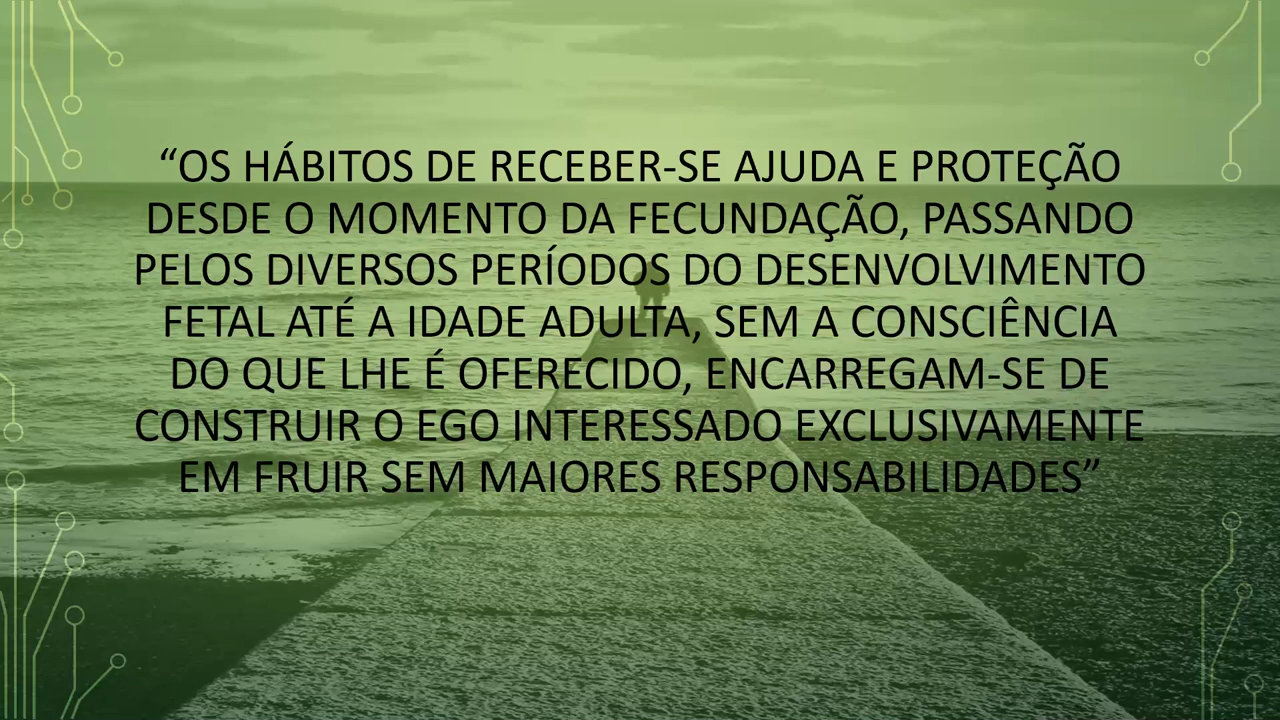 “OS HÁBITOS DE RECEBER-SE AJUDA E PROTEÇÃO
DESDE O MOMENTO DA FECUNDAÇÃO, PASSANDO
PELOS DIVERSOS PERÍODOS DO DESENVOLVIMENTO
FETAL ATÉ A IDADE ADULTA, SEM A CONSCIÊNCIA
DO QUE LHE É OFERECIDO, ENCARREGAM-SE DE
CONSTRUIR O EGO INTERESSADO EXCLUSIVAMENTE
EM FRUIR SEM MAIORES RESPONSABILIDADES”